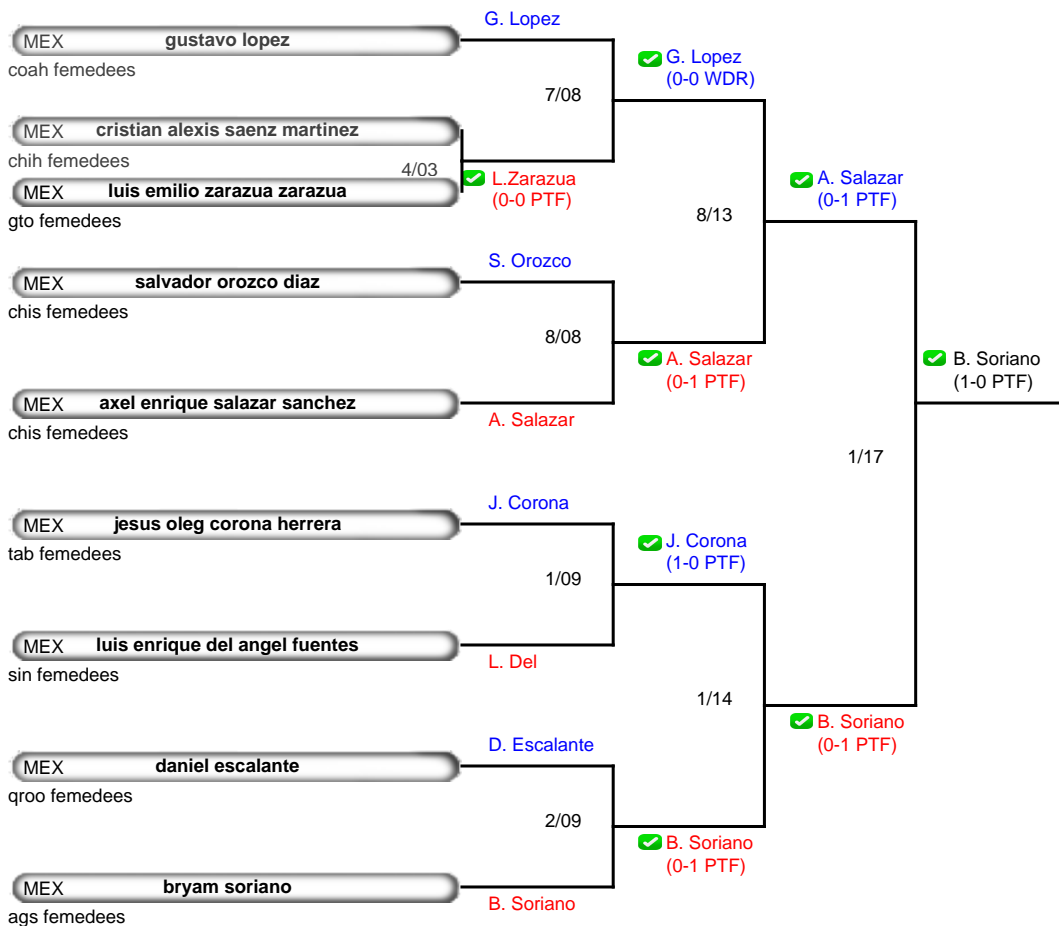 G. Lopez
MEX gustavo lopez
coah femedees
G. Lopez
(0-0 WDR)
7/08
MEX cristian alexis saenz martinez
chih femedees
4/03
L.Zarazua
(0-0 PTF)
MEX luis emilio zarazua zarazua
gto femedees
A. Salazar
(0-1 PTF)
8/13
S. Orozco
MEX salvador orozco diaz
chis femedees
8/08
A. Salazar
(0-1 PTF)
B. Soriano
(1-0 PTF)
MEX axel enrique salazar sanchez
A. Salazar
chis femedees
1/17
J. Corona
MEX jesus oleg corona herrera
tab femedees
J. Corona
(1-0 PTF)
1/09
MEX luis enrique del angel fuentes
L. Del
sin femedees
1/14
B. Soriano
(0-1 PTF)
D. Escalante
MEX daniel escalante
qroo femedees
2/09
B. Soriano
(0-1 PTF)
MEX bryam soriano
B. Soriano
ags femedees